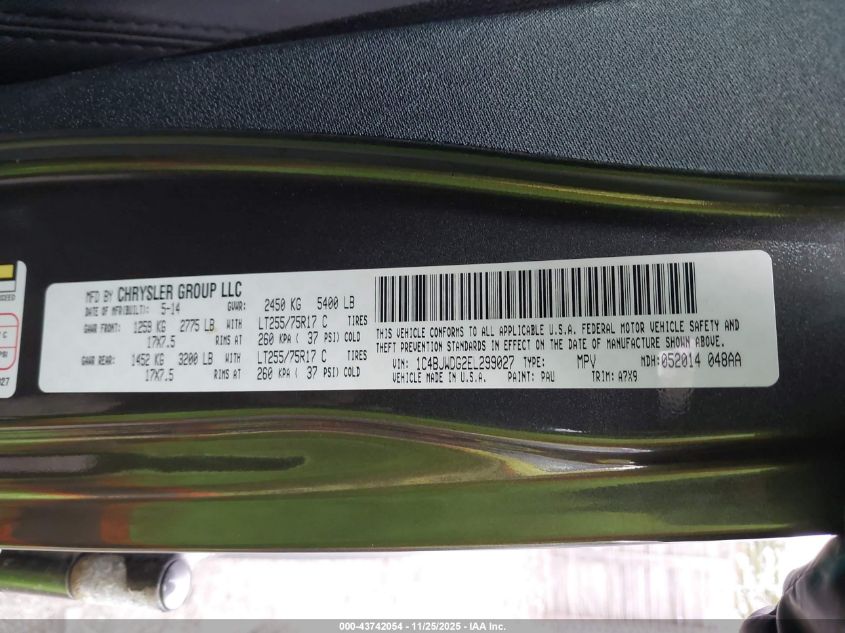 MFD BY CHRYSLER GROUP LLC
DATE OF MFD(BUILT): 5-14 GVWR: 2450 KG 5400 LB
GAWR FRONT: 1259 KG 2775 LB WITH LT255/75R17 C TIRES
17X7.5 RIMS AT 260 KPA ( 37 PSI) COLD
GAWR REAR: 1452 KG 3200 LB WITH LT255/75R17 C TIRES
17X7.5 RIMS AT 260 KPA ( 37 PSI) COLD
THIS VEHICLE CONFORMS TO ALL APPLICABLE U.S.A. FEDERAL MOTOR VEHICLE SAFETY AND
THEFT PREVENTION STANDARDS IN EFFECT ON THE DATE OF MANUFACTURE SHOWN ABOVE.
VIN: 1C4BJWDG2EL299027 TYPE: MPV MDH:052014 048AA
VEHICLE MADE IN U.S.A. PAINT: PAU TRIM: A7X9
PSI
027
000-43742054 - 11/25/2025 - IAA Inc.